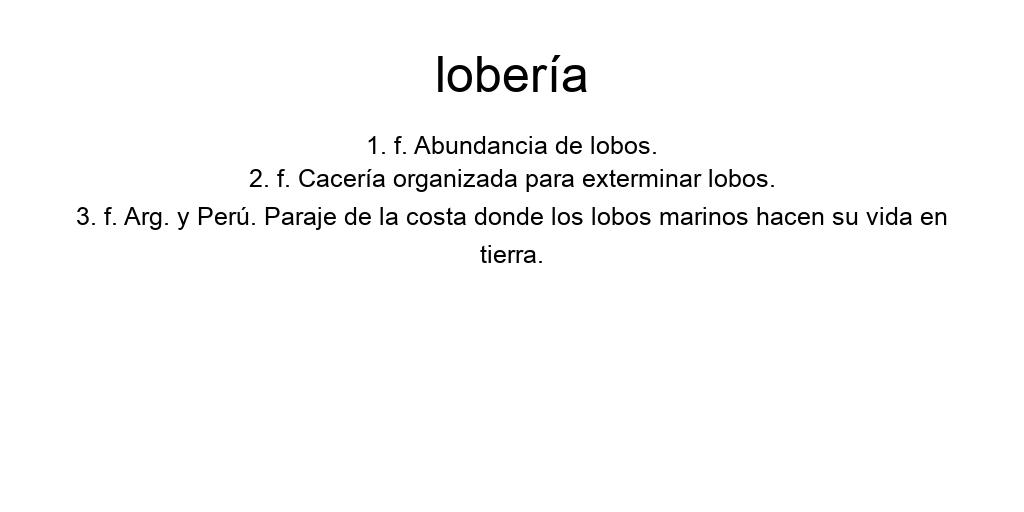 lobería
1. f. Abundancia de lobos.
2. f. Cacería organizada para exterminar lobos.
3. f. Arg. y Perú. Paraje de la costa donde los lobos marinos hacen su vida en
tierra.